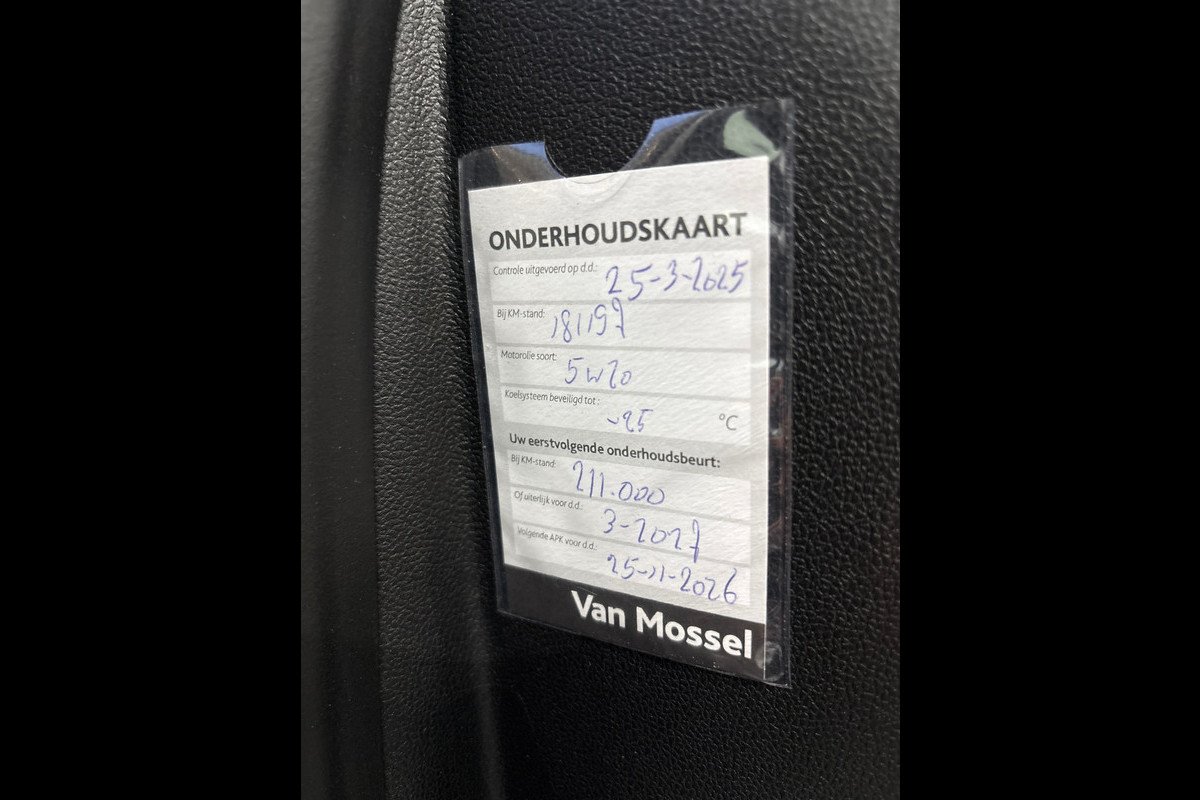 ONDERHOUDSKAART
Controle uitgevoerd op d.d.: 25-3-2025
Bij KM-stand: 181197
Motorolie soort: 5w20
Koelsysteem beveiligd tot: -25 °C
Uw eerstvolgende onderhoudsbeurt:
Bij KM-stand: 211.000
Of uiterlijk voor d.d.: 3-2027
Volgende APK voor d.d.: 25-11-2026
Van Mossel